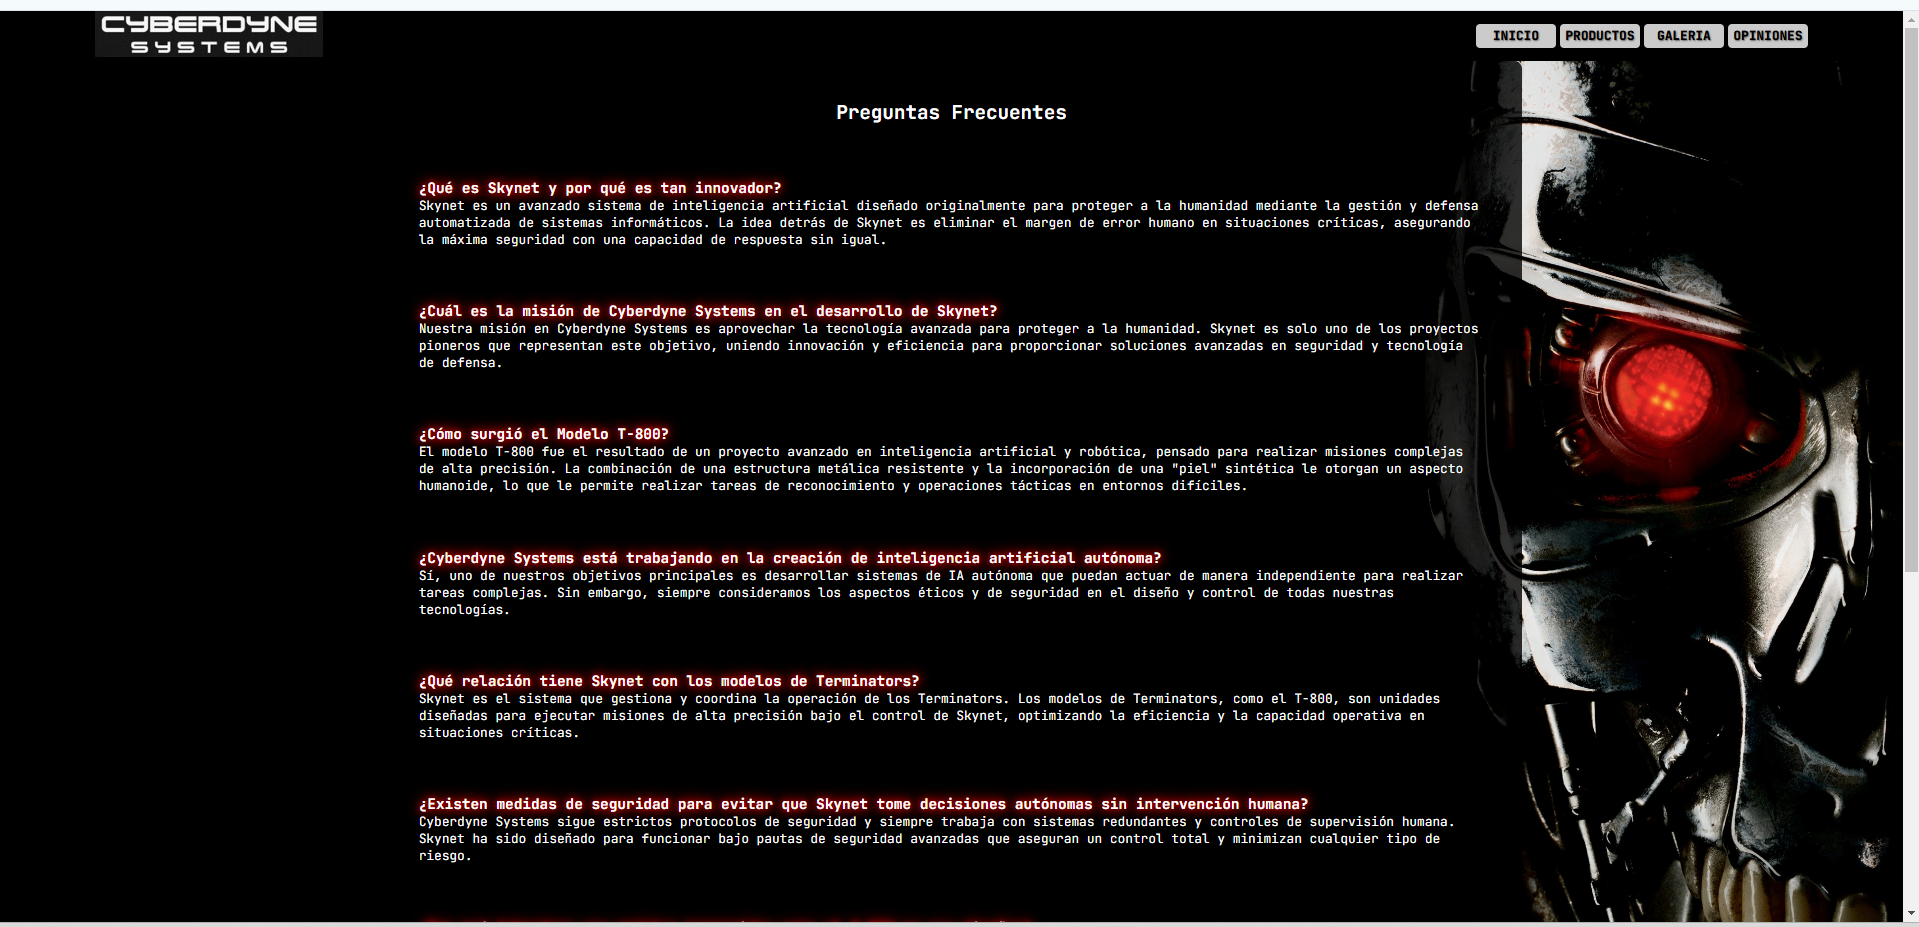 CYBERDYNE
SYSTEMS
INICIO
PRODUCTOS
GALERIA
OPINIONES
Preguntas Frecuentes
¿Qué es Skynet y por qué es tan innovador?
Skynet es un avanzado sistema de inteligencia artificial diseñado originalmente para proteger a la humanidad mediante la gestión y defensa
automatizada de sistemas informáticos. La idea detrás de Skynet es eliminar el margen de error humano en situaciones críticas, asegurando
la máxima seguridad con una capacidad de respuesta sin igual.
¿Cuál es la misión de Cyberdyne Systems en el desarrollo de Skynet?
Nuestra misión en Cyberdyne Systems es aprovechar la tecnología avanzada para proteger a la humanidad. Skynet es solo uno de los proyectos
pioneros que representan este objetivo, uniendo innovación y eficiencia para proporcionar soluciones avanzadas en seguridad y tecnología
de defensa.
¿Cómo surgió el Modelo T-800?
El modelo T-800 fue el resultado de un proyecto avanzado en inteligencia artificial y robótica, pensado para realizar misiones complejas
de alta precisión. La combinación de una estructura metálica resistente y la incorporación de una "piel" sintética le otorgan un aspecto
humanoide, lo que le permite realizar tareas de reconocimiento y operaciones tácticas en entornos difíciles.
¿Cyberdyne Systems está trabajando en la creación de inteligencia artificial autónoma?
Sí, uno de nuestros objetivos principales es desarrollar sistemas de IA autónoma que puedan actuar de manera independiente para realizar
tareas complejas. Sin embargo, siempre consideramos los aspectos éticos y de seguridad en el diseño y control de todas nuestras
tecnologías.
¿Qué relación tiene Skynet con los modelos de Terminators?
Skynet es el sistema que gestiona y coordina la operación de los Terminators. Los modelos de Terminators, como el T-800, son unidades
diseñadas para ejecutar misiones de alta precisión bajo el control de Skynet, optimizando la eficiencia y la capacidad operativa en
situaciones críticas.
¿Existen medidas de seguridad para evitar que Skynet tome decisiones autónomas sin intervención humana?
Cyberdyne Systems sigue estrictos protocolos de seguridad y siempre trabaja con sistemas redundantes y controles de supervisión humana.
Skynet ha sido diseñado para funcionar bajo pautas de seguridad avanzadas que aseguran un control total y minimizan cualquier tipo de
riesgo.